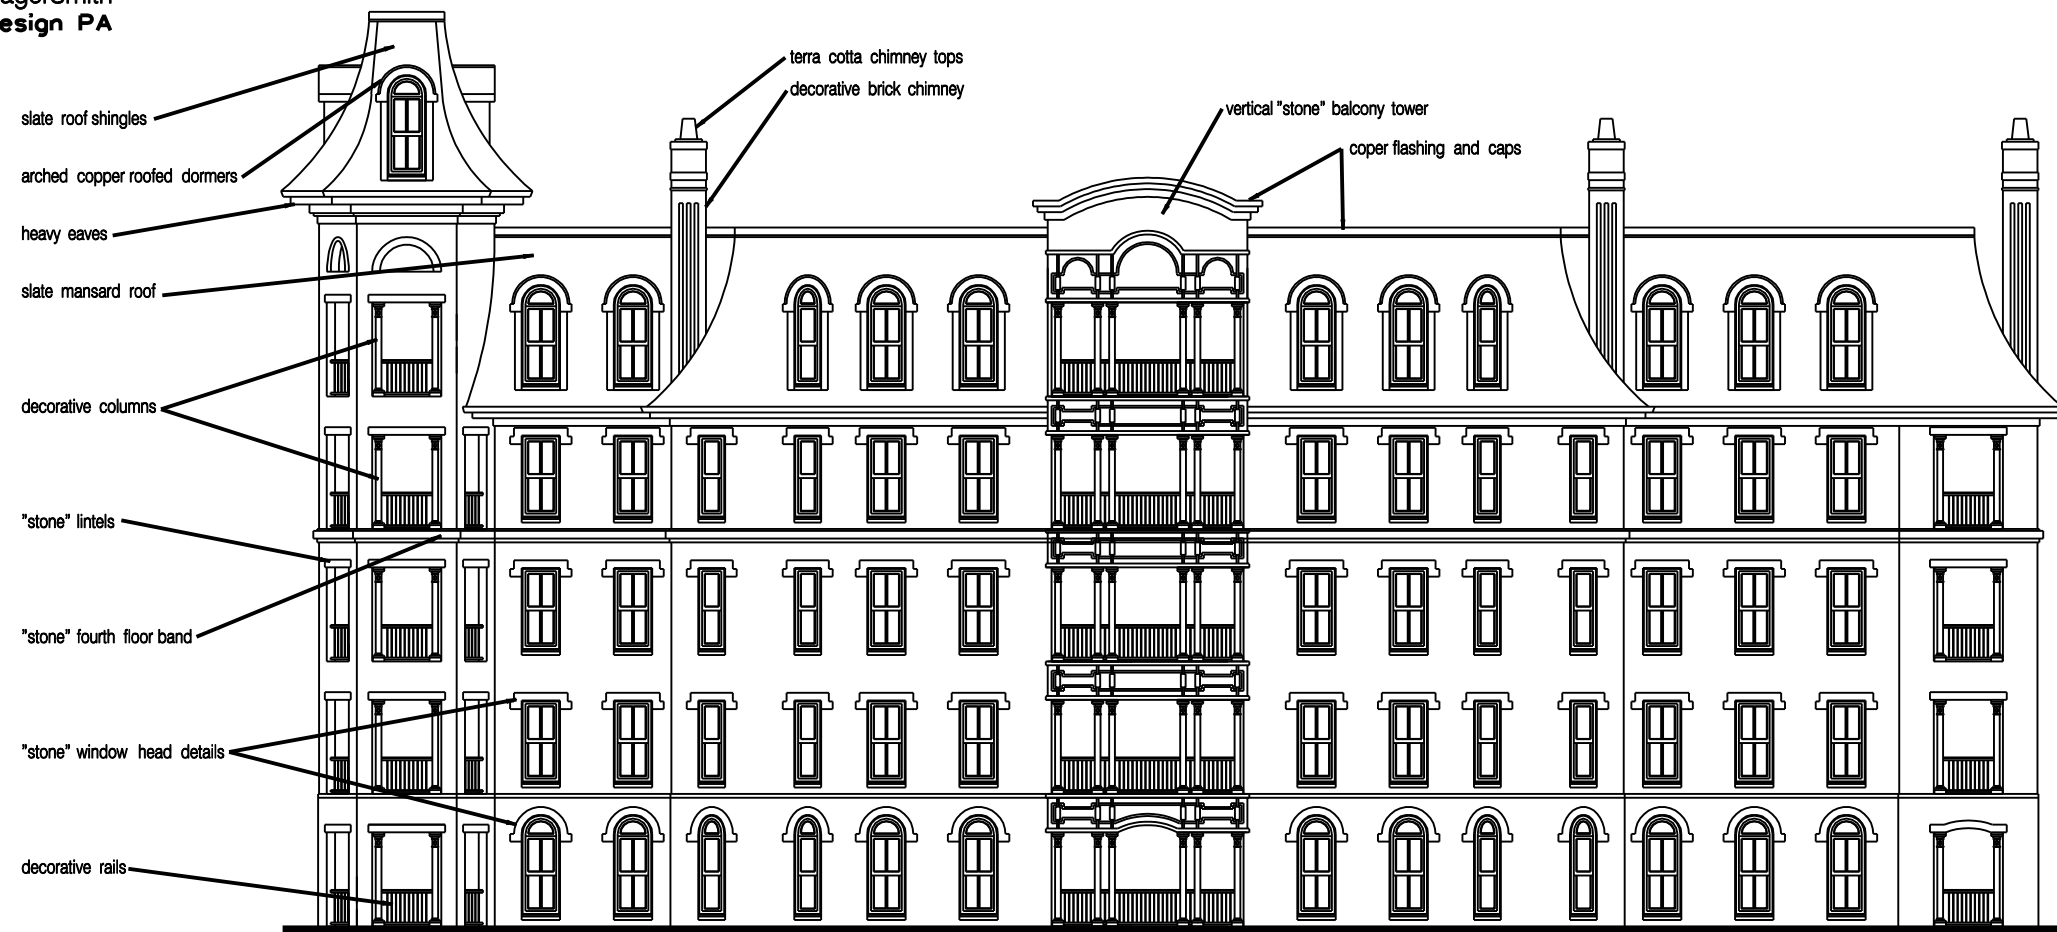 esign PA
terra cotta chimney tops
decorative brick chimney
vertical "stone" balcony tower
coper flashing and caps
slate roof shingles
arched copper roofed dormers
heavy eaves
slate mansard roof
decorative columns
"stone" lintels
"stone" fourth floor band
"stone" window head details
decorative rails